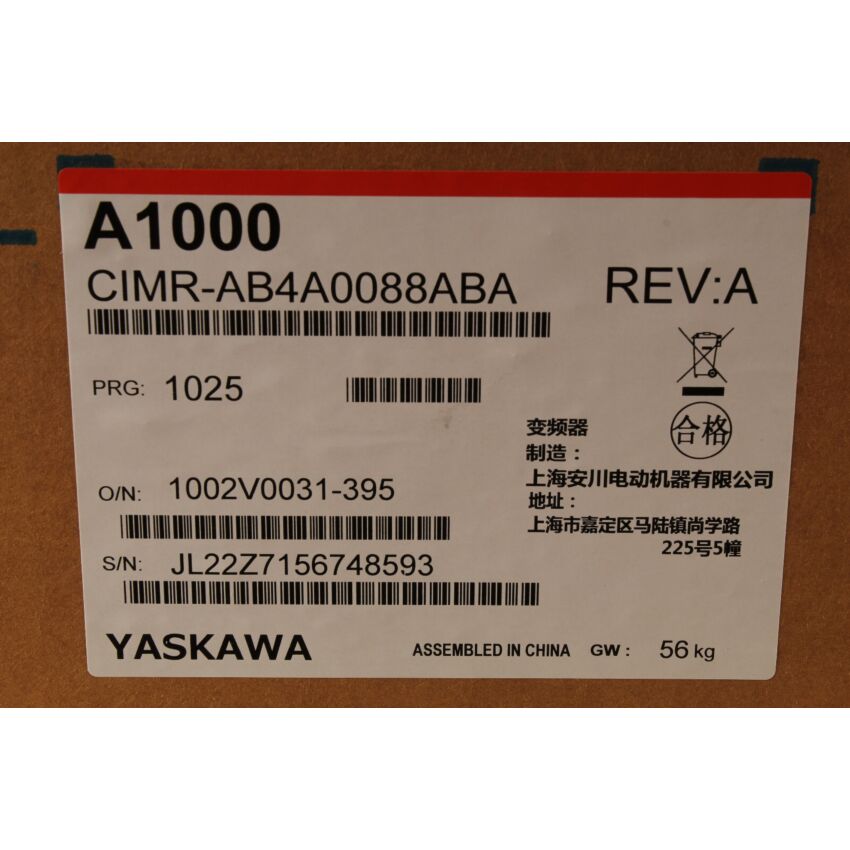 A1000
CIMR-AB4A0088ABA REV:A
PRG: 1025
合格
变频器
制造：
上海安川电动机器有限公司
地址：
上海市嘉定区马陆镇尚学路
225号5幢
O/N: 1002V0031-395
S/N: JL22Z7156748593
YASKAWA ASSEMBLED IN CHINA GW : 56 kg